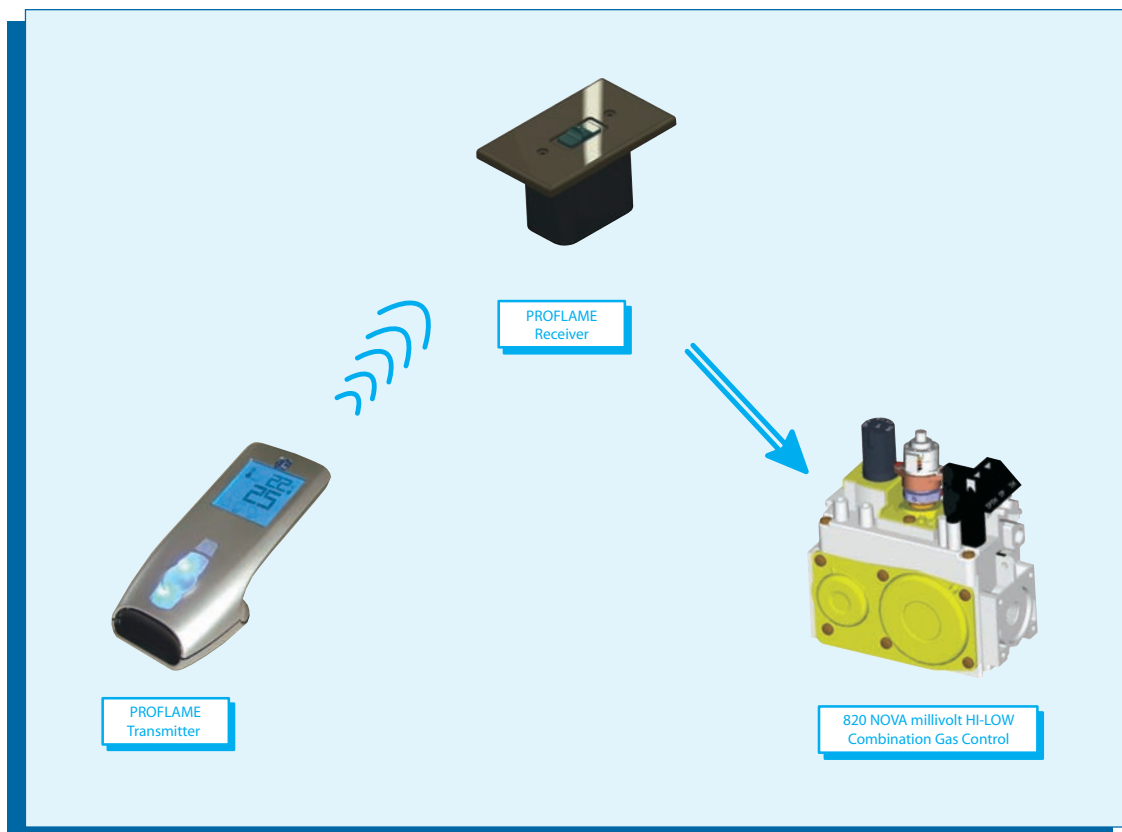 PROFLAME
Receiver
PROFLAME
Transmitter
820 NOVA millivolt HI-LOW
Combination Gas Control